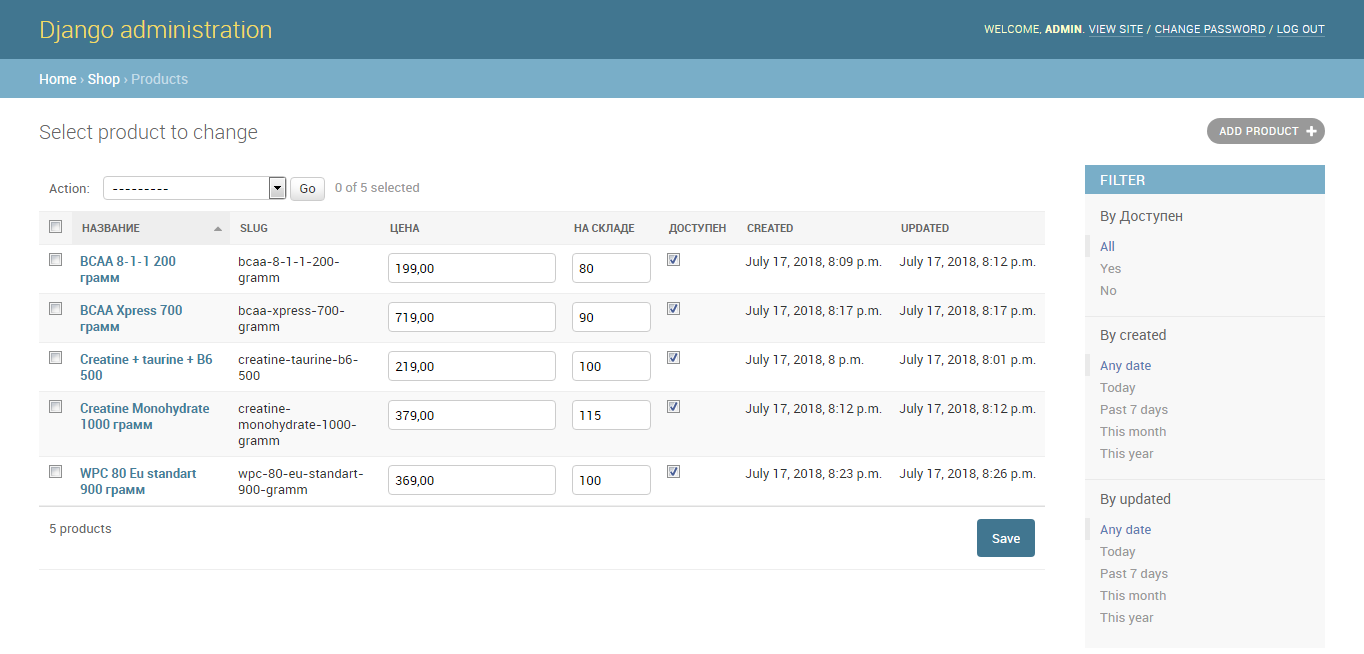 Django administration
WELCOME, ADMIN. VIEW SITE / CHANGE PASSWORD / LOG OUT
Home › Shop › Products
Select product to change
ADD PRODUCT +
Action: --------- Go 0 of 5 selected
НАЗВАНИЕ SLUG ЦЕНА НА СКЛАДЕ ДОСТУПЕН CREATED UPDATED
BCAA 8-1-1 200 bcaa-8-1-1-200- 199,00 80 July 17, 2018, 8:09 p.m. July 17, 2018, 8:12 p.m.
грамм gramm
BCAA Xpress 700 bcaa-xpress-700- 719,00 90 July 17, 2018, 8:17 p.m. July 17, 2018, 8:17 p.m.
грамм gramm
Creatine + taurine + B6 creatine-taurine-b6- 219,00 100 July 17, 2018, 8 p.m. July 17, 2018, 8:01 p.m.
500 500
Creatine Monohydrate creatine- 379,00 115 July 17, 2018, 8:12 p.m. July 17, 2018, 8:12 p.m.
1000 грамм monohydrate-1000-
gramm
WPC 80 Eu standart wpc-80-eu-standart- 369,00 100 July 17, 2018, 8:23 p.m. July 17, 2018, 8:26 p.m.
900 грамм 900-gramm
5 products
Save
FILTER
By Доступен
All
Yes
No
By created
Any date
Today
Past 7 days
This month
This year
By updated
Any date
Today
Past 7 days
This month
This year